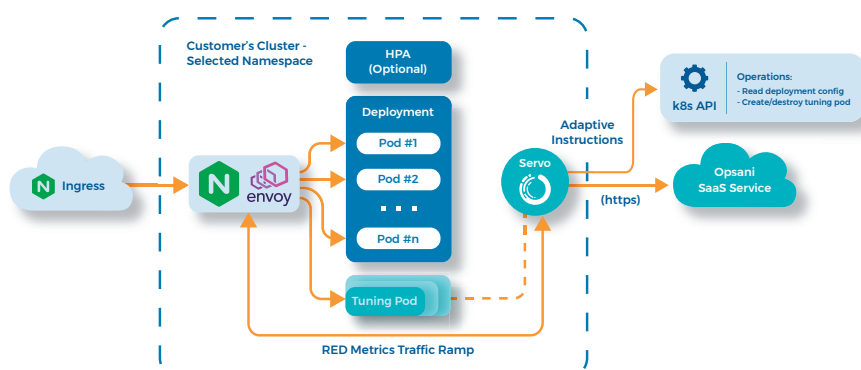 Customer's Cluster -
Selected Namespace
HPA
(Optional)
Deployment
Pod #1
Pod #2
Pod #n
Tuning Pod
N
Ingress
N
envoy
Servo
Adaptive
Instructions
(https)
k8s API
Operations:
- Read deployment config
- Create/destroy tuning pod
Opsani
SaaS Service
RED Metrics Traffic Ramp